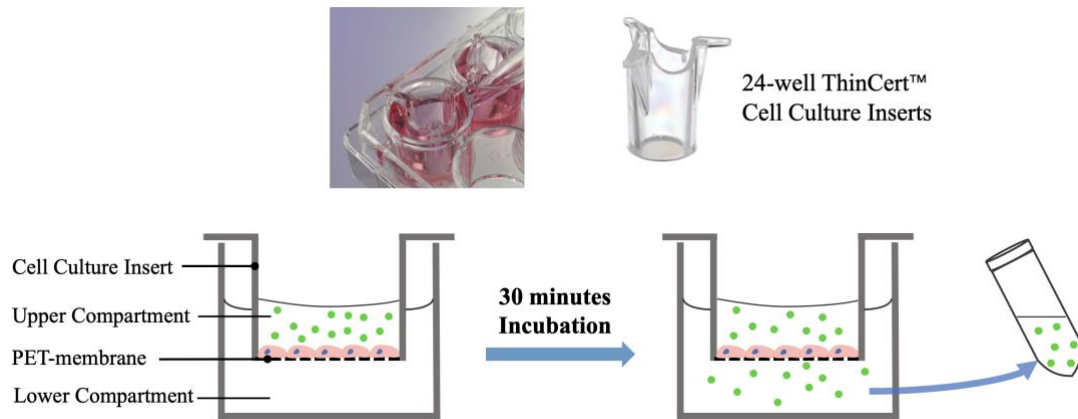 24-well ThinCert™
Cell Culture Inserts
Cell Culture Insert
Upper Compartment
PET-membrane
Lower Compartment
30 minutes
Incubation